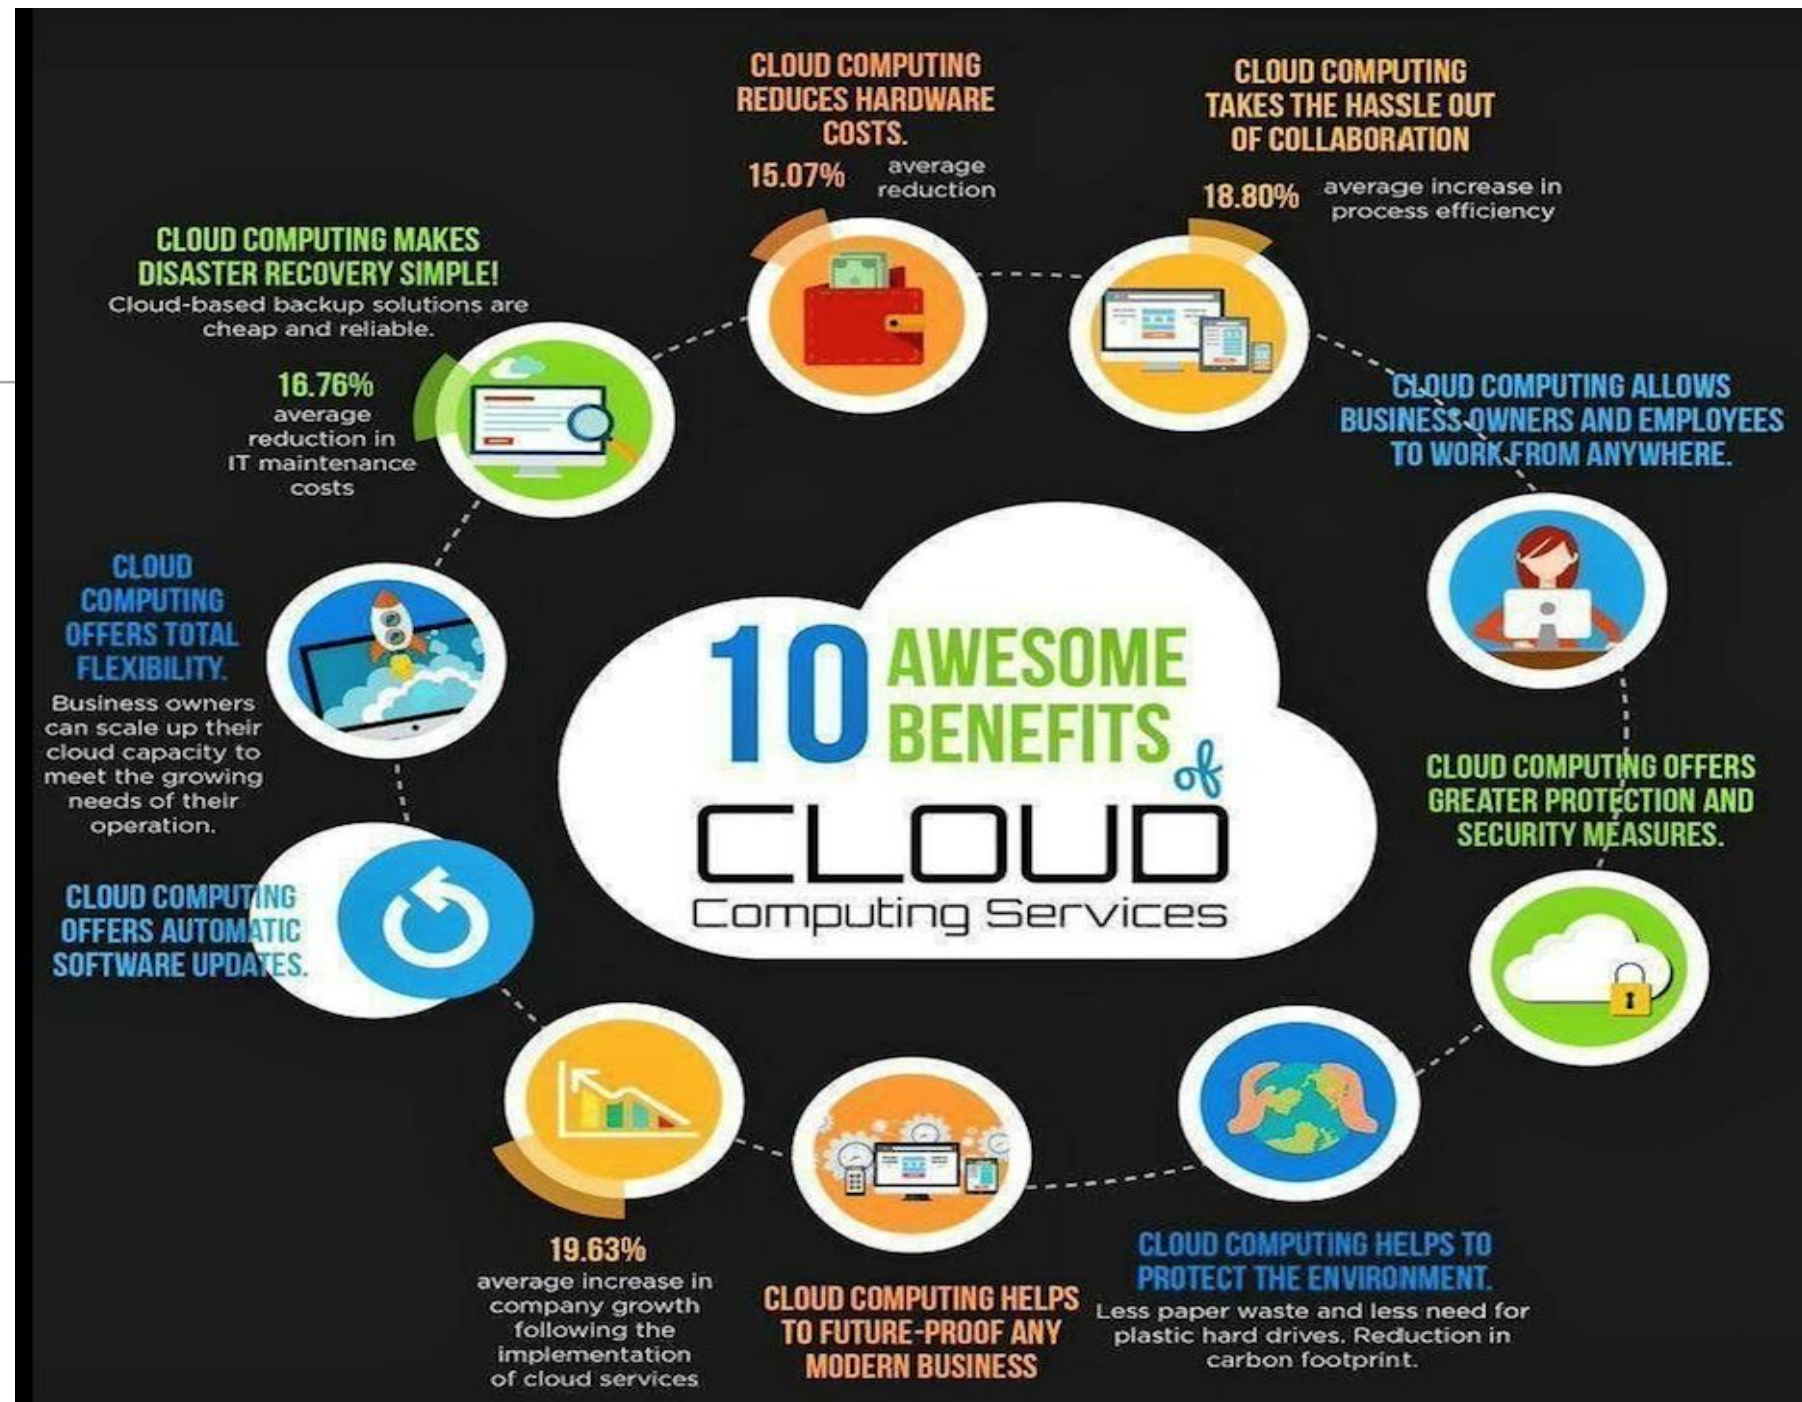 CLOUD COMPUTING
REDUCES HARDWARE
COSTS.
15.07%
average
reduction
CLOUD COMPUTING
TAKES THE HASSLE OUT
OF COLLABORATION
18.80%
average increase in
process efficiency
CLOUD COMPUTING MAKES
DISASTER RECOVERY SIMPLE!
Cloud-based backup solutions are
cheap and reliable.
16.76%
average
reduction in
IT maintenance
costs
CLOUD COMPUTING ALLOWS
BUSINESS OWNERS AND EMPLOYEES
TO WORK FROM ANYWHERE.
CLOUD
COMPUTING
OFFERS TOTAL
FLEXIBILITY.
Business owners
can scale up their
cloud capacity to
meet the growing
needs of their
operation.
10 AWESOME
BENEFITS
of
CLOUD
Computing Services
CLOUD COMPUTING OFFERS
GREATER PROTECTION AND
SECURITY MEASURES.
CLOUD COMPUTING
OFFERS AUTOMATIC
SOFTWARE UPDATES.
19.63%
average increase in
company growth
following the
implementation
of cloud services
CLOUD COMPUTING HELPS
TO FUTURE-PROOF ANY
MODERN BUSINESS
CLOUD COMPUTING HELPS TO
PROTECT THE ENVIRONMENT.
Less paper waste and less need for
plastic hard drives. Reduction in
carbon footprint.